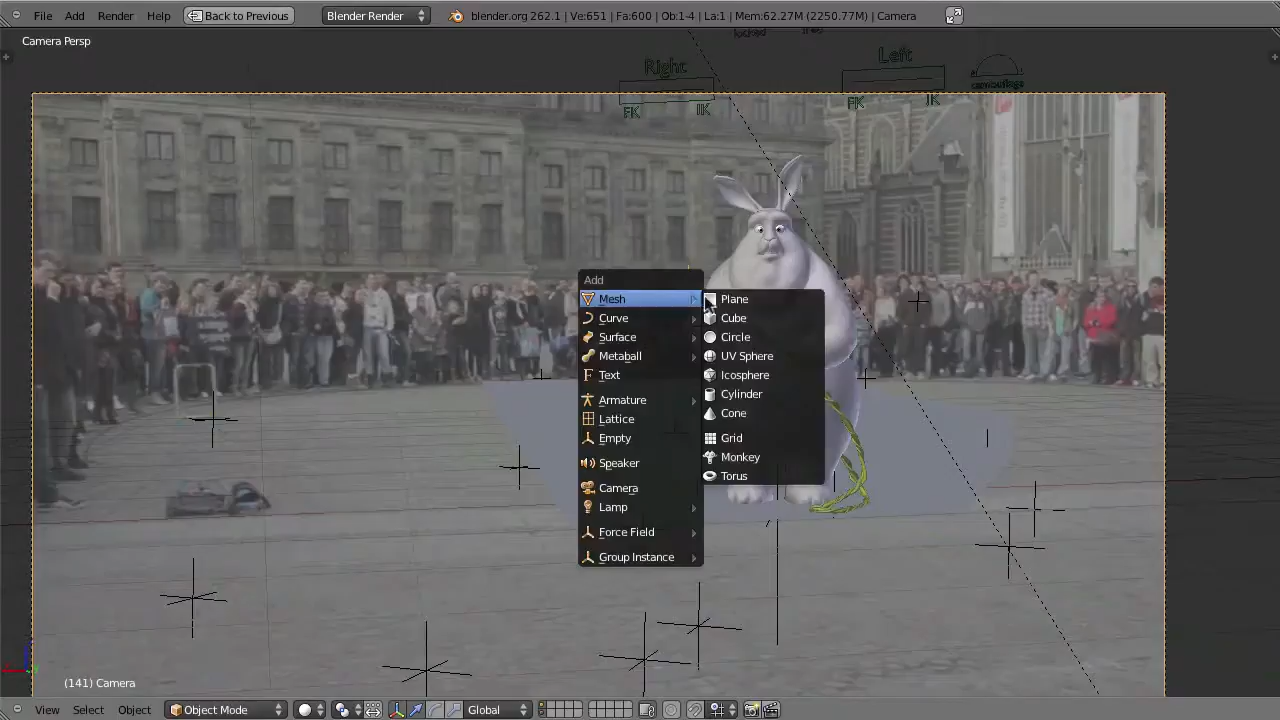 File Add Render Help Back to Previous Blender Render blender.org 262.1 | Ve:651 | Fa:600 | Ob:1-4 | La:1 | Mem:62.27M (2250.77M) | Camera
Camera Persp
Right
Left
camouflage
FK
IK
FK
IK
Add
Mesh
Curve
Surface
Metaball
Text
Armature
Lattice
Empty
Speaker
Camera
Lamp
Force Field
Group Instance
Plane
Cube
Circle
UV Sphere
Icosphere
Cylinder
Cone
Grid
Monkey
Torus
(141) Camera
View Select Object Object Mode Global